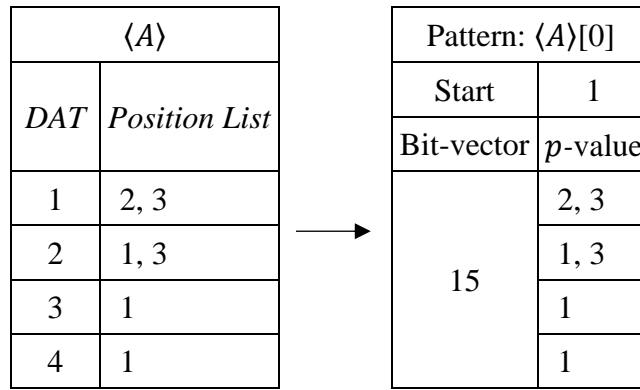 ⟨𝐴⟩
DAT Position List
1 2, 3
2 1, 3
3 1
4 1
Pattern: ⟨𝐴⟩[0]
Start 1
Bit-vector 𝑝-value
15
2, 3
1, 3
1
1